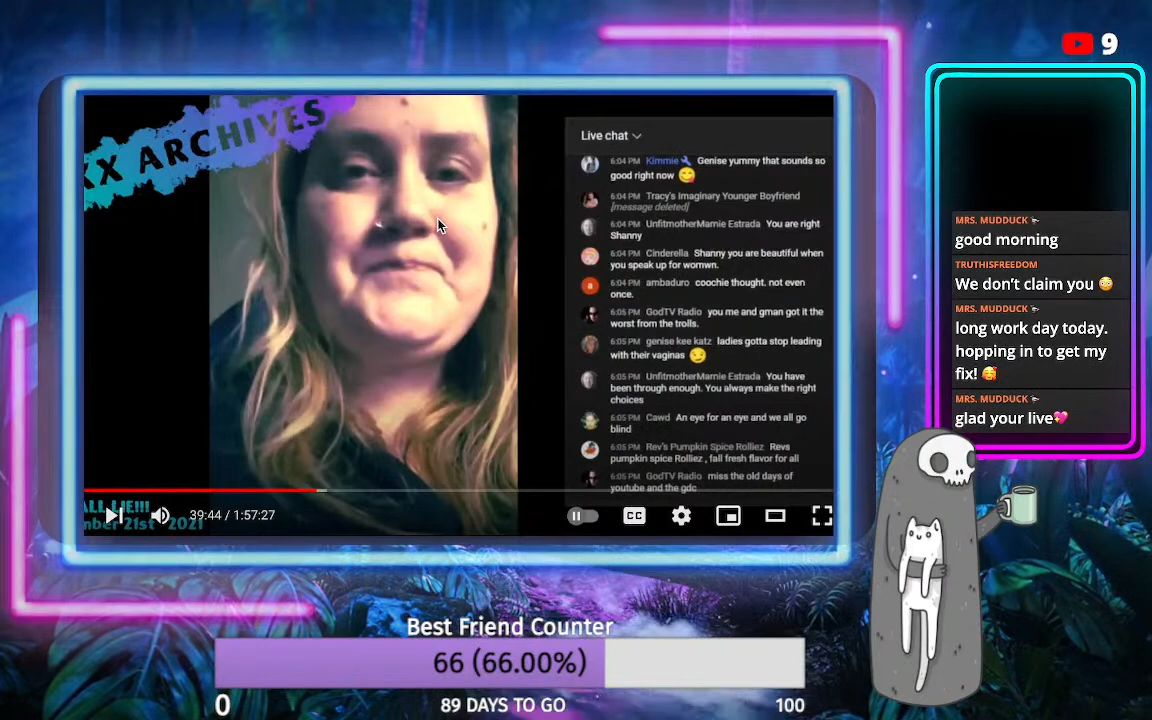 9
XX ARCHIVES
Live chat
6:04 PM Kimmie Genise yummy that sounds so
good right now
6:04 PM Tracy's Imaginary Younger Boyfriend
[message deleted]
6:04 PM UnfitmotherMamie Estrada You are right
Shanny
6:04 PM Cinderella Shanny you are beautiful when
you speak up for womwn.
a
6:04 PM ambaduro coochie thought. not even
once.
6:05 PM GodTV Radio you me and gman got it the
worst from the trolls.
6:05 PM genise kee katz ladies gotta stop leading
with their vaginas
6:05 PM UnfitmotherMamie Estrada You have
been through enough. You always make the right
choices
6:05 PM Cawd An eye for an eye and we all go
blind
6:05 PM Rev's Pumpkin Spice Rolliez Revs
pumpkin spice Rolliez , fall fresh flavor for all
6:05 PM GodTV Radio miss the old days of
youtube and the gdc
ALL LIE!!!
mber 21st 2021
39:44 / 1:57:27
CC
MRS. MUDDUCK
good morning
TRUTHISFREEDOM
We don't claim you
MRS. MUDDUCK
long work day today.
hopping in to get my
fix!
MRS. MUDDUCK
glad your live
Best Friend Counter
66 (66.00%)
0
89 DAYS TO GO
100